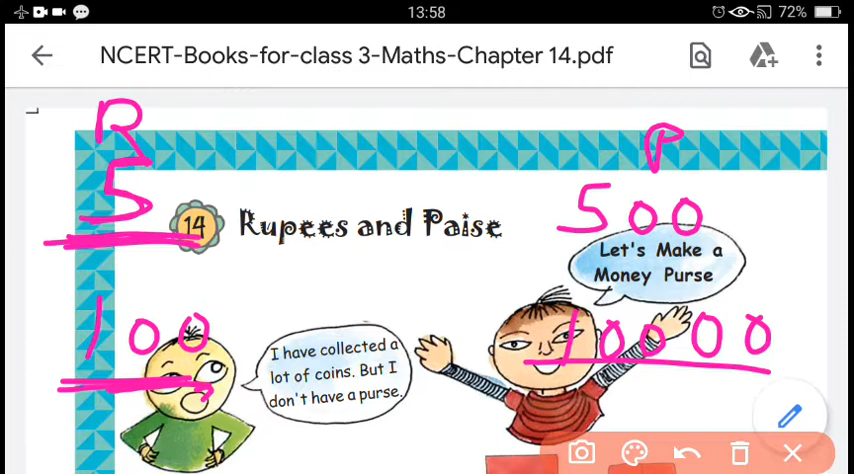 13:58
72%
NCERT-Books-for-class 3-Maths-Chapter 14.pdf
R
P
5
500
14 Rupees and Paise
Let's Make a
Money Purse
100
10000
I have collected a
lot of coins. But I
don't have a purse.